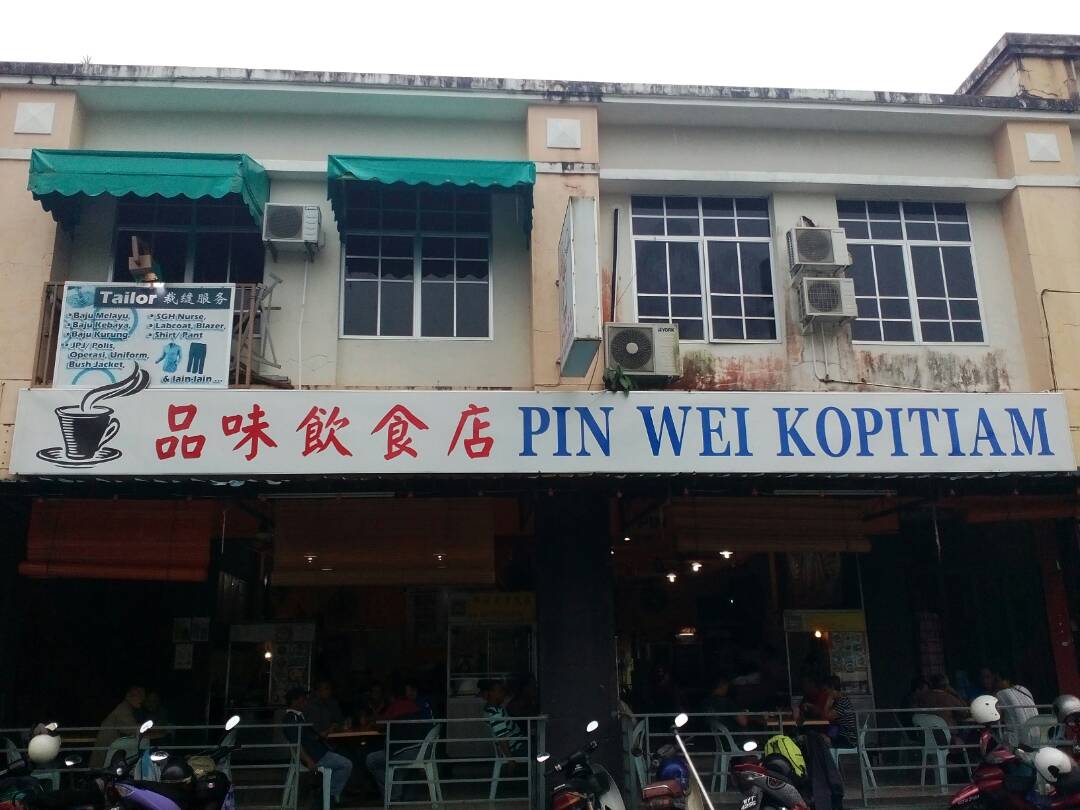 Tailor 裁缝服务
• Baju Melayu,
• Baju Kebaya,
• Baju Kurung,
• JPJ/ Polis,
Operasi, Uniform,
Bush Jacket,
• SGH Nurse,
• Labcoat, Blazer,
• Shirt/ Pant
& lain-lain ...
YORK
品味飲食店 PIN WEI KOPITIAM